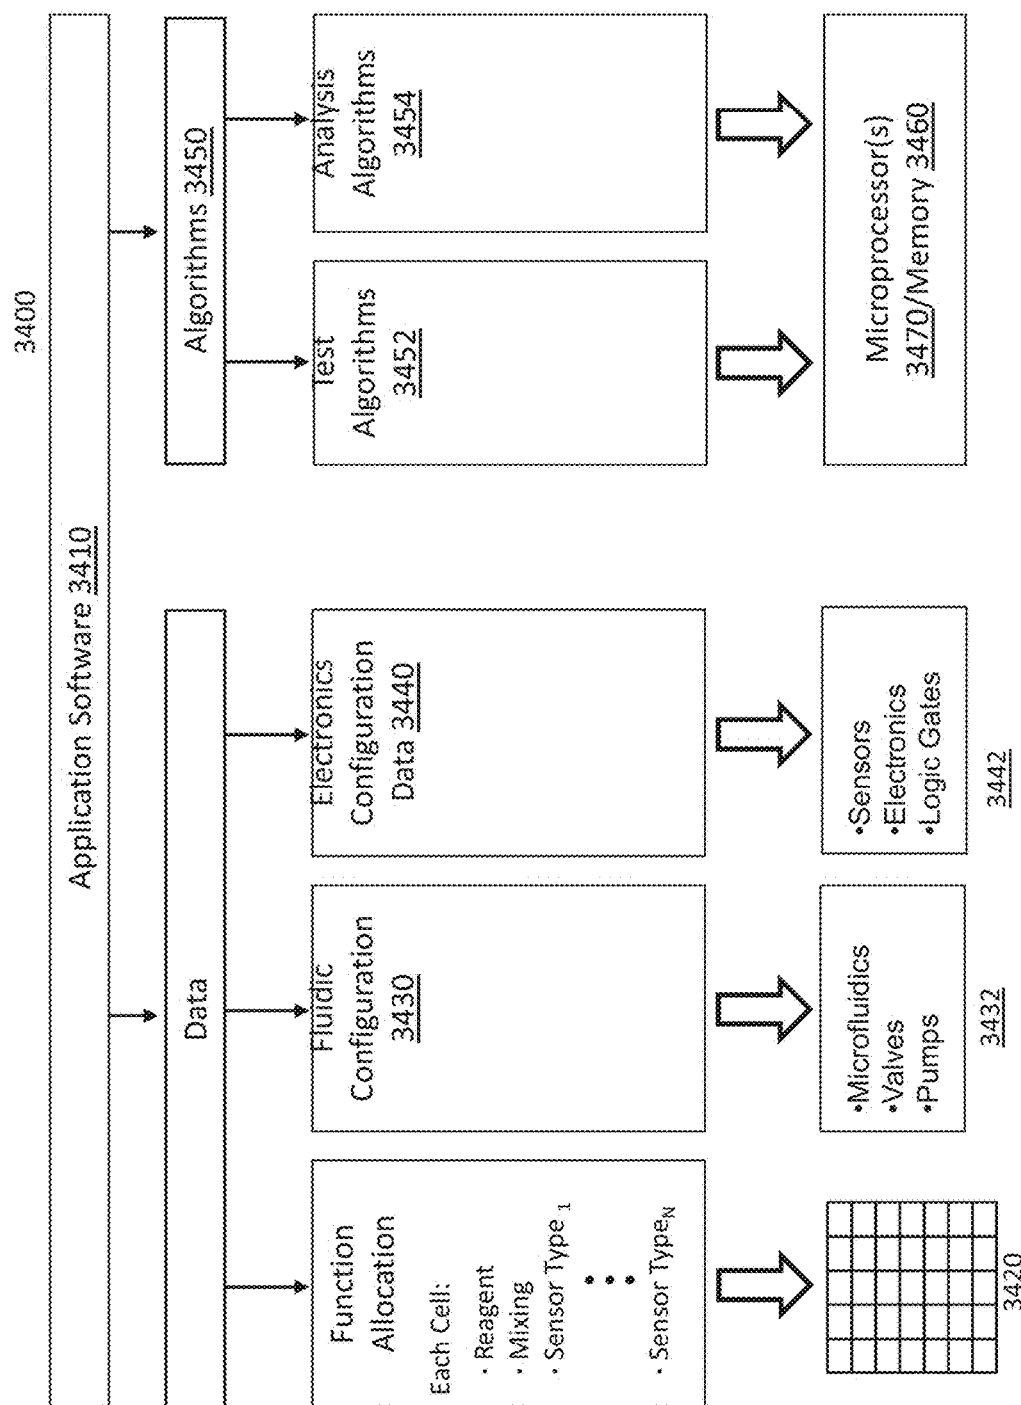 3400
Application Software 3410
Data
Algorithms 3450
Function
Allocation
Each Cell:
· Reagent
· Mixing
· Sensor Type 1
· Sensor TypeN
Fluidic
Configuration
3430
Electronics
Configuration
Data 3440
Test
Algorithms
3452
Analysis
Algorithms
3454
3420
•Microfluidics
•Valves
•Pumps
3432
•Sensors
•Electronics
•Logic Gates
3442
Microprocessor(s)
3470/Memory 3460